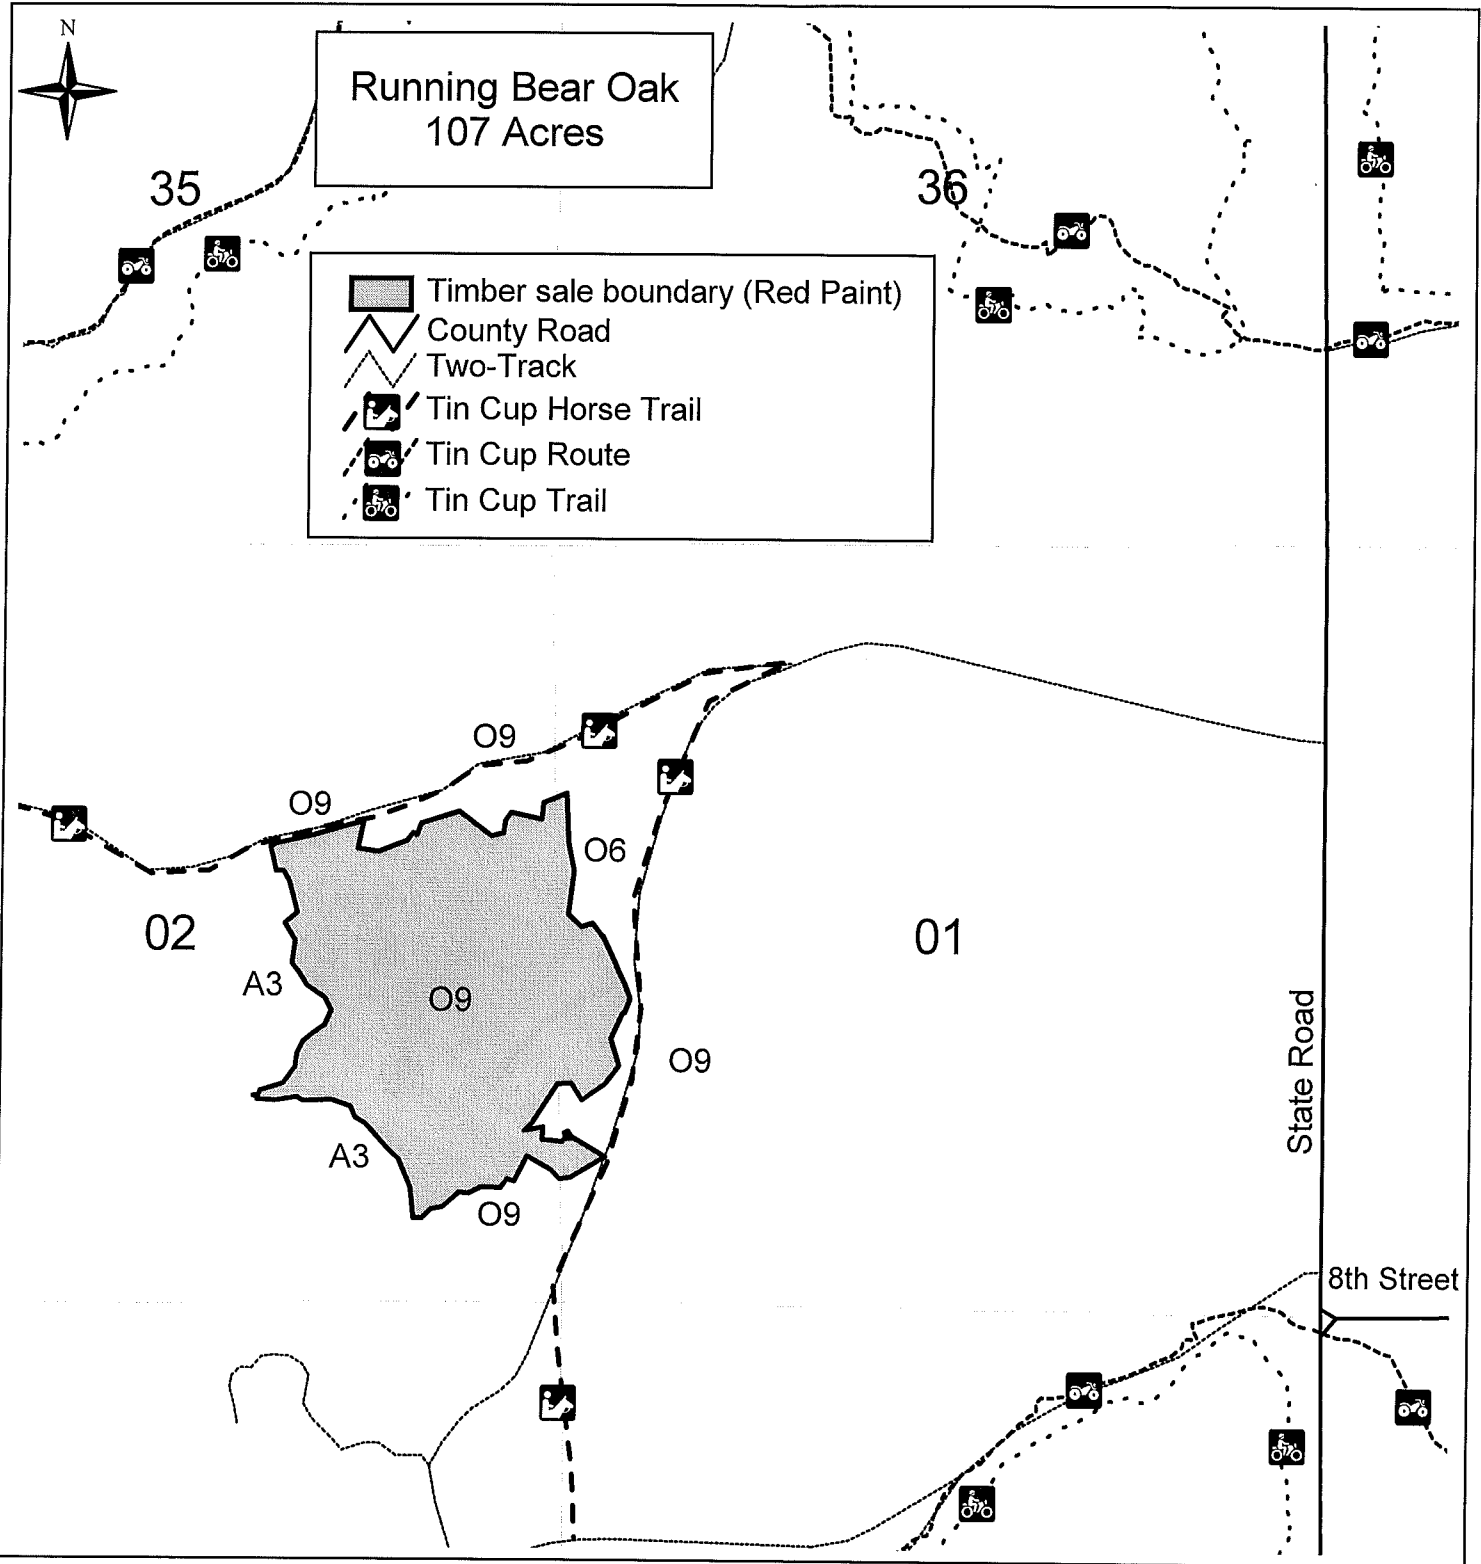 N
Running Bear Oak
107 Acres
35
36
Timber sale boundary (Red Paint)
County Road
Two-Track
Tin Cup Horse Trail
Tin Cup Route
Tin Cup Trail
O9
O9
O6
02
01
A3
O9
O9
State Road
A3
O9
8th Street